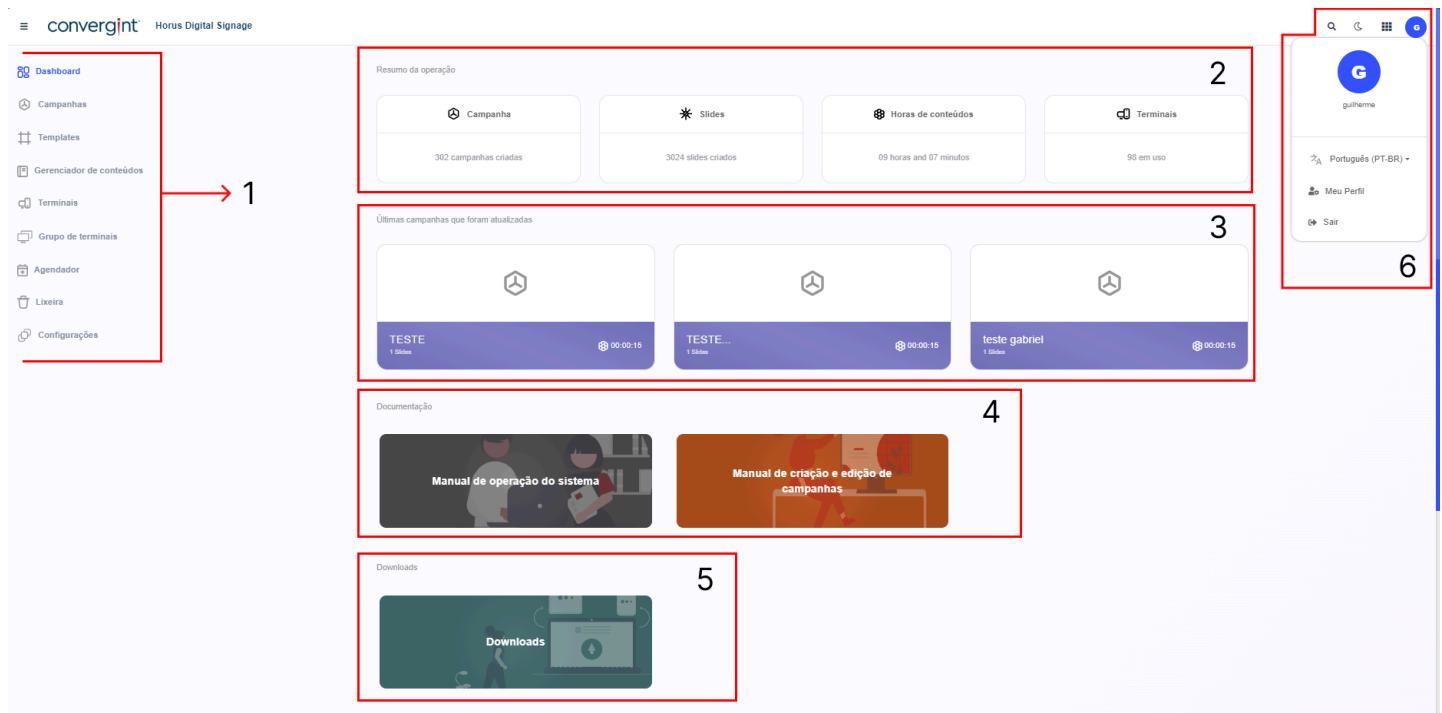 convergint
Horus Digital Signage
G
Dashboard
Campanhas
Templates
Gerenciador de conteúdos
Terminais
Grupo de terminais
Agendador
Lixeira
Configurações
1
Resumo da operação
2
Campanha
302 campanhas criadas
Slides
3024 slides criados
Horas de conteúdos
09 horas and 07 minutos
Terminais
98 em uso
Últimas campanhas que foram atualizadas
3
TESTE
1 Slides
00:00:15
TESTE...
1 Slides
00:00:15
teste gabriel
1 Slides
00:00:15
Documentação
4
Manual de operação do sistema
Manual de criação e edição de
campanhas
Downloads
5
Downloads
G
guilherme
Português (PT-BR)
Meu Perfil
Sair
6